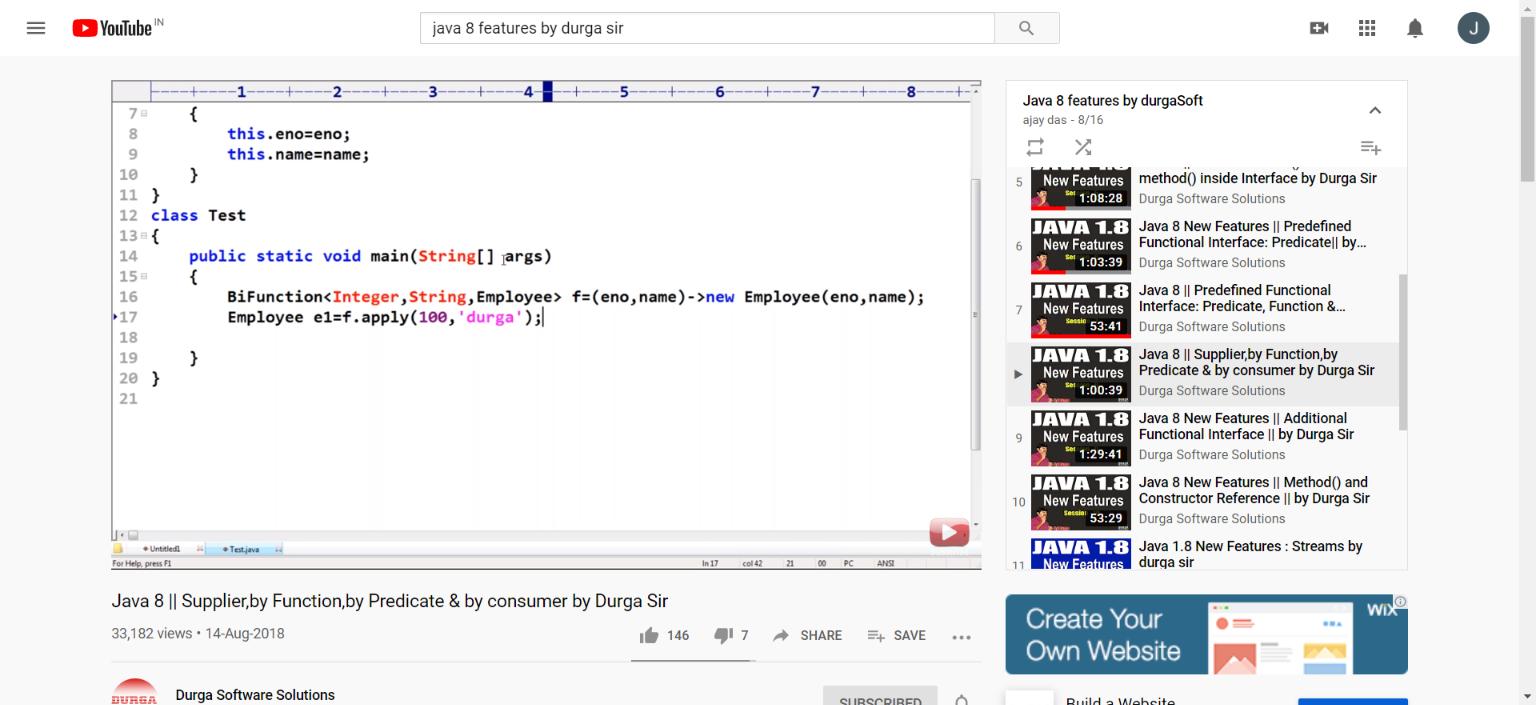 YouTube IN
java 8 features by durga sir
J
1 2 3 4 5 6 7 8
7 {
8 this.eno=eno;
9 this.name=name;
10 }
11 }
12 class Test
13 {
14 public static void main(String[] args)
15 {
16 BiFunction<Integer,String,Employee> f=(eno,name)->new Employee(eno,name);
17 Employee e1=f.apply(100,'durga');
18
19 }
20 }
21
Untitled1 Test.java
For Help, press F1 ln 17 col 42 21 00 PC ANSI
Java 8 || Supplier,by Function,by Predicate & by consumer by Durga Sir
33,182 views • 14-Aug-2018
146 7 SHARE SAVE
DURGA
Durga Software Solutions
SUBSCRIBED
Java 8 features by durgaSoft
ajay das - 8/16
5
New Features
1:08:28
method() inside Interface by Durga Sir
Durga Software Solutions
6
JAVA 1.8
New Features
1:03:39
Java 8 New Features || Predefined
Functional Interface: Predicate|| by...
Durga Software Solutions
7
JAVA 1.8
New Features
53:41
Java 8 || Predefined Functional
Interface: Predicate, Function &...
Durga Software Solutions
JAVA 1.8
New Features
1:00:39
Java 8 || Supplier,by Function,by
Predicate & by consumer by Durga Sir
Durga Software Solutions
9
JAVA 1.8
New Features
1:29:41
Java 8 New Features || Additional
Functional Interface || by Durga Sir
Durga Software Solutions
10
JAVA 1.8
New Features
53:29
Java 8 New Features || Method() and
Constructor Reference || by Durga Sir
Durga Software Solutions
11
JAVA 1.8
New Features
Java 1.8 New Features : Streams by
durga sir
Create Your
Own Website
WiX
Build a Website